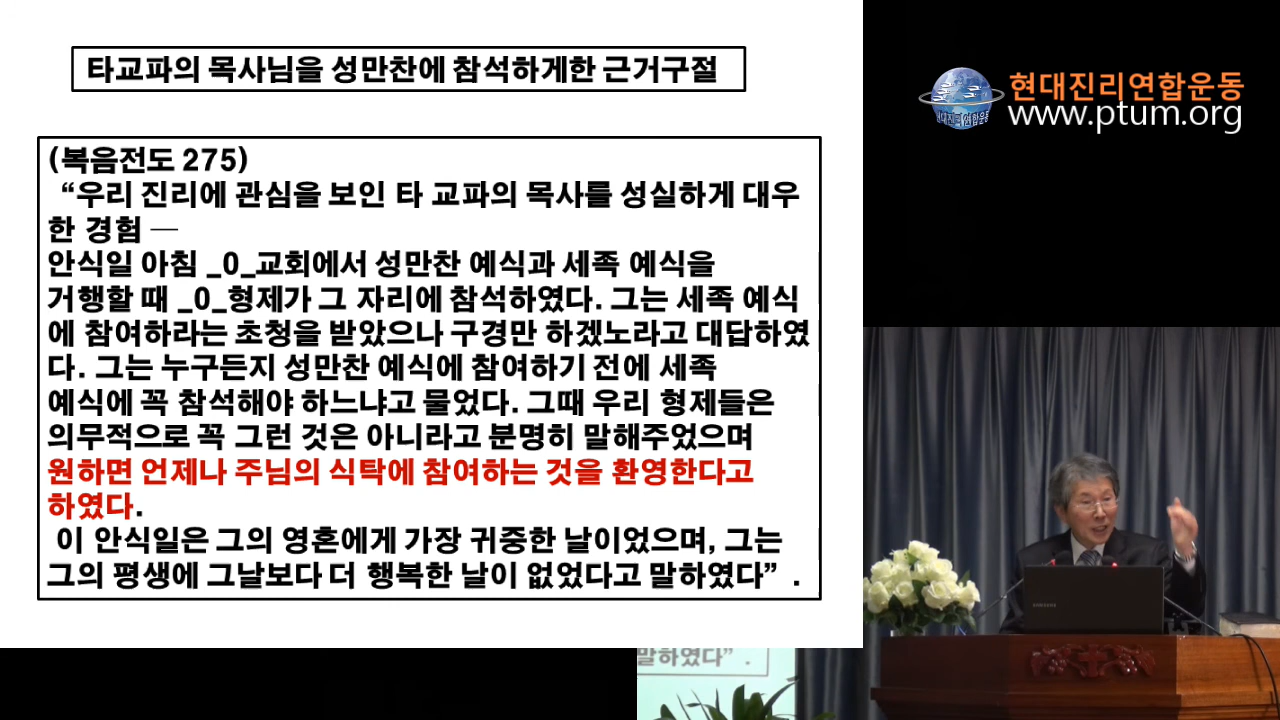 타교파의 목사님을 성만찬에 참석하게한 근거구절
(복음전도 275)
“우리 진리에 관심을 보인 타 교파의 목사를 성실하게 대우
한 경험 —
안식일 아침 _0_교회에서 성만찬 예식과 세족 예식을
거행할 때 _0_형제가 그 자리에 참석하였다. 그는 세족 예식
에 참여하라는 초청을 받았으나 구경만 하겠노라고 대답하였
다. 그는 누구든지 성만찬 예식에 참여하기 전에 세족
예식에 꼭 참석해야 하느냐고 물었다. 그때 우리 형제들은
의무적으로 꼭 그런 것은 아니라고 분명히 말해주었으며
원하면 언제나 주님의 식탁에 참여하는 것을 환영한다고
하였다.
이 안식일은 그의 영혼에게 가장 귀중한 날이었으며, 그는
그의 평생에 그날보다 더 행복한 날이 없었다고 말하였다” .
현대진리연합운동
www.ptum.org
현대진리연합운동
SAMSUNG
말하였다” .